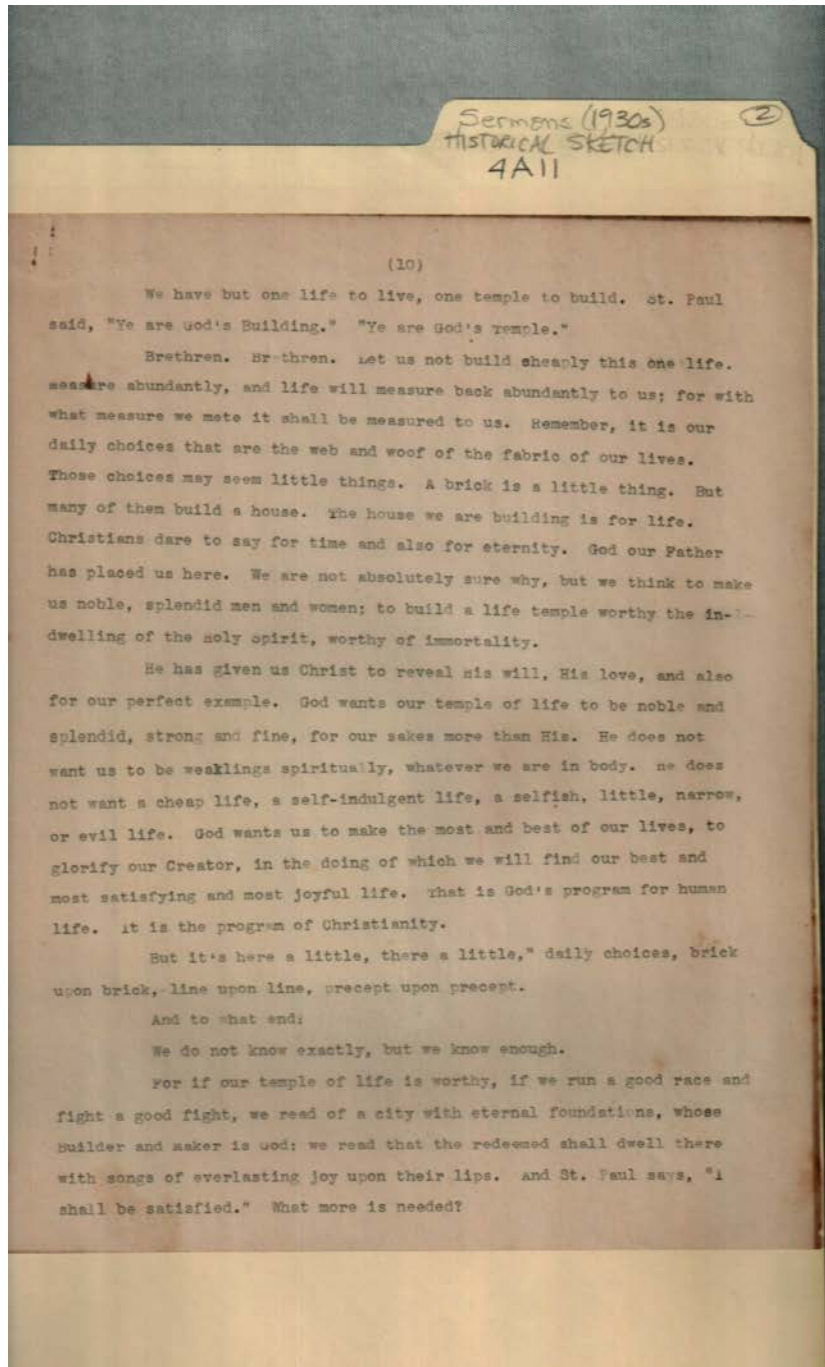 Sermons (1930s) 2
HISTORICAL SKETCH
4A11
(10)
We have but one life to live, one temple to build. St. Paul
said, "Ye are God's Building." "Ye are God's Temple."
Brethren. Brethren. Let us not build cheaply this one life.
measure abundantly, and life will measure back abundantly to us; for with
what measure we mete it shall be measured to us. Remember, it is our
daily choices that are the web and woof of the fabric of our lives.
Those choices may seem little things. A brick is a little thing. But
many of them build a house. The house we are building is for life.
Christians dare to say for time and also for eternity. God our Father
has placed us here. We are not absolutely sure why, but we think to make
us noble, splendid men and women; to build a life temple worthy the in-
dwelling of the Holy Spirit, worthy of immortality.
He has given us Christ to reveal His will, His love, and also
for our perfect example. God wants our temple of life to be noble and
splendid, strong and fine, for our sakes more than His. He does not
want us to be weaklings spiritually, whatever we are in body. He does
not want a cheap life, a self-indulgent life, a selfish, little, narrow,
or evil life. God wants us to make the most and best of our lives, to
glorify our Creator, in the doing of which we will find our best and
most satisfying and most joyful life. That is God's program for human
life. It is the program of Christianity.
But it's here a little, there a little," daily choices, brick
upon brick, line upon line, precept upon precept.
And to what end:
We do not know exactly, but we know enough.
For if our temple of life is worthy, if we run a good race and
fight a good fight, we read of a city with eternal foundations, whose
Builder and maker is God: we read that the redeemed shall dwell there
with songs of everlasting joy upon their lips. And St. Paul says, "I
shall be satisfied." What more is needed?